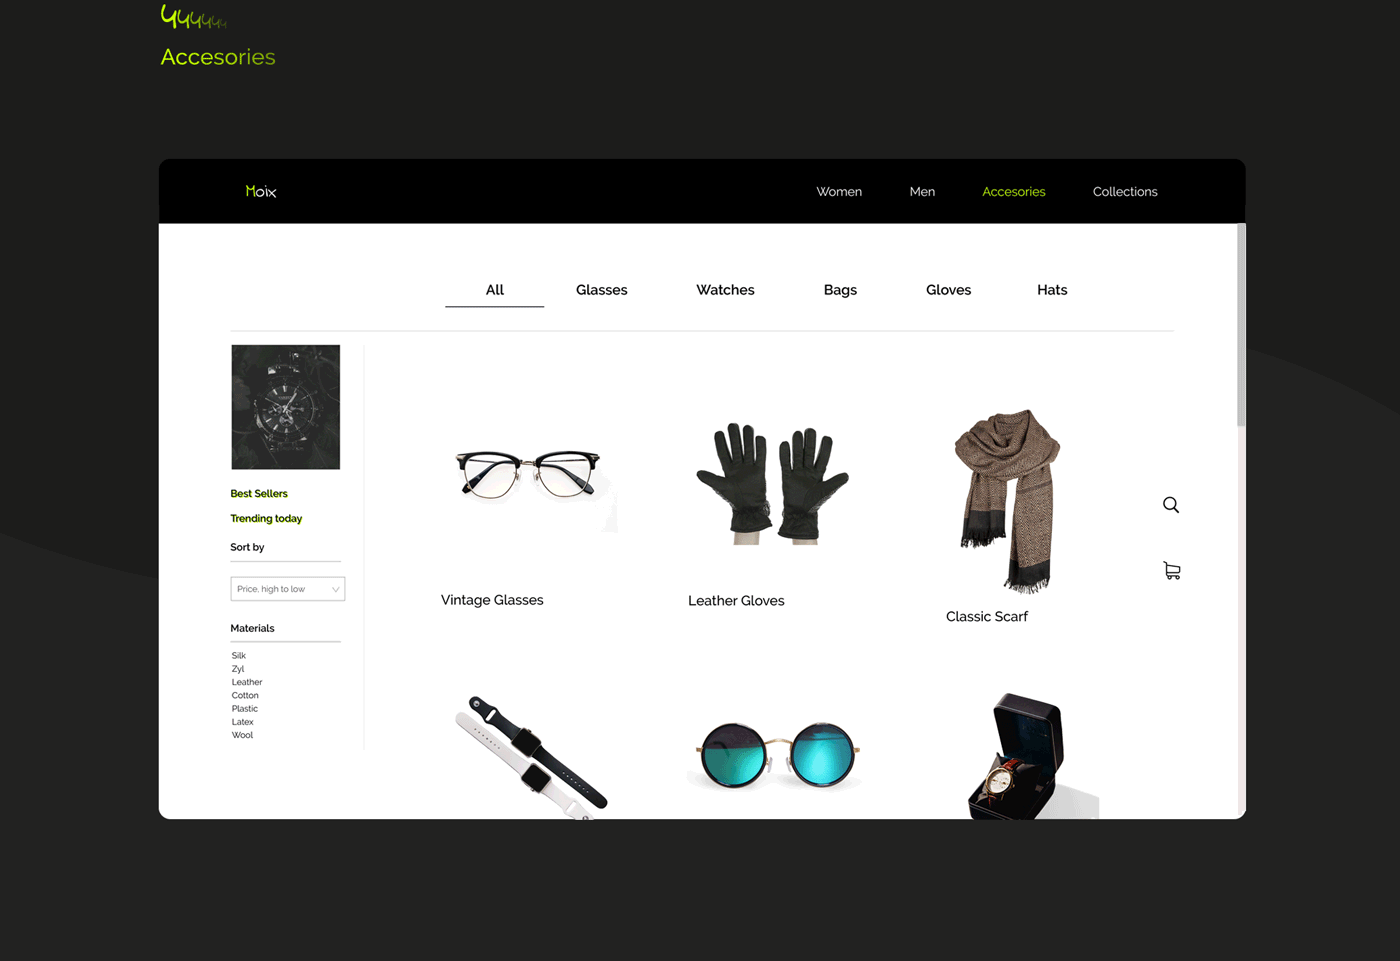 Accesories
Moix
Women Men Accesories Collections
All Glasses Watches Bags Gloves Hats
Best Sellers
Trending today
Sort by
Price, high to low
Materials
Silk
Zyl
Leather
Cotton
Plastic
Latex
Wool
Vintage Glasses
Leather Gloves
Classic Scarf